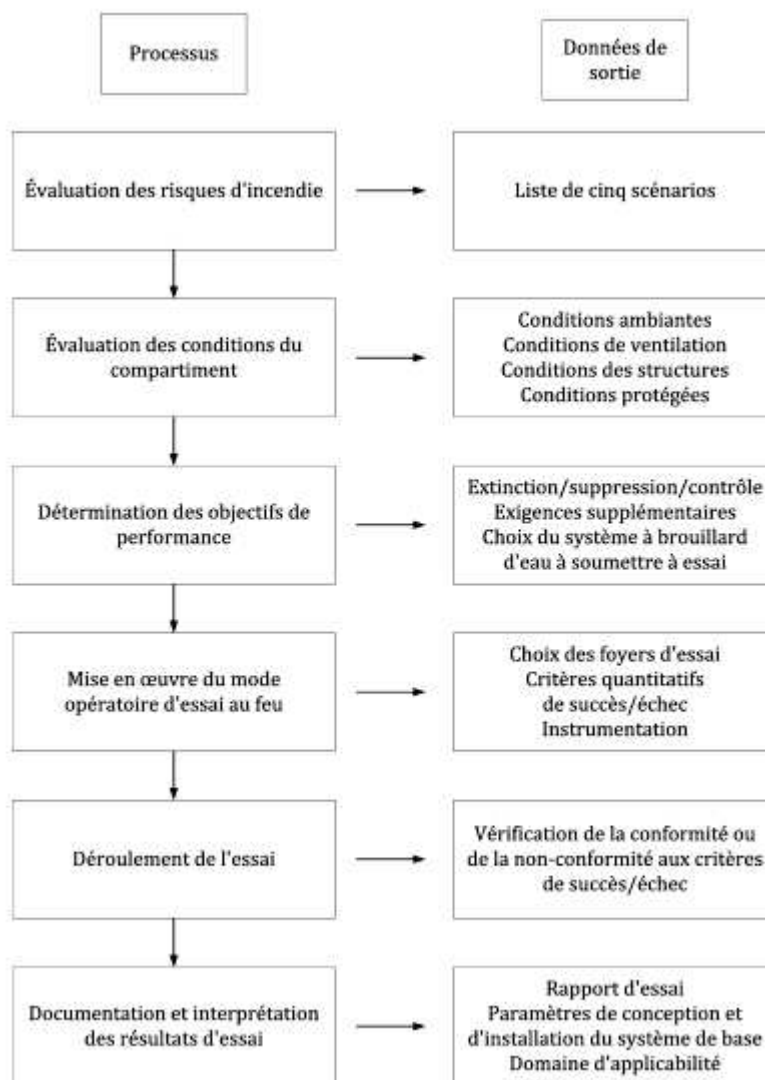 Processus
Données de
sortie
Évaluation des risques d'incendie
Liste de cinq scénarios
Évaluation des conditions du
compartiment
Conditions ambiantes
Conditions de ventilation
Conditions des structures
Conditions protégées
Détermination des objectifs de
performance
Extinction/suppression/contrôle
Exigences supplémentaires
Choix du système à brouillard
d'eau à soumettre à essai
Mise en œuvre du mode
opératoire d'essai au feu
Choix des foyers d'essai
Critères quantitatifs
de succès/échec
Instrumentation
Déroulement de l'essai
Vérification de la conformité ou
de la non-conformité aux critères
de succès/échec
Documentation et interprétation
des résultats d'essai
Rapport d'essai
Paramètres de conception et
d'installation du système de base
Domaine d'applicabilité